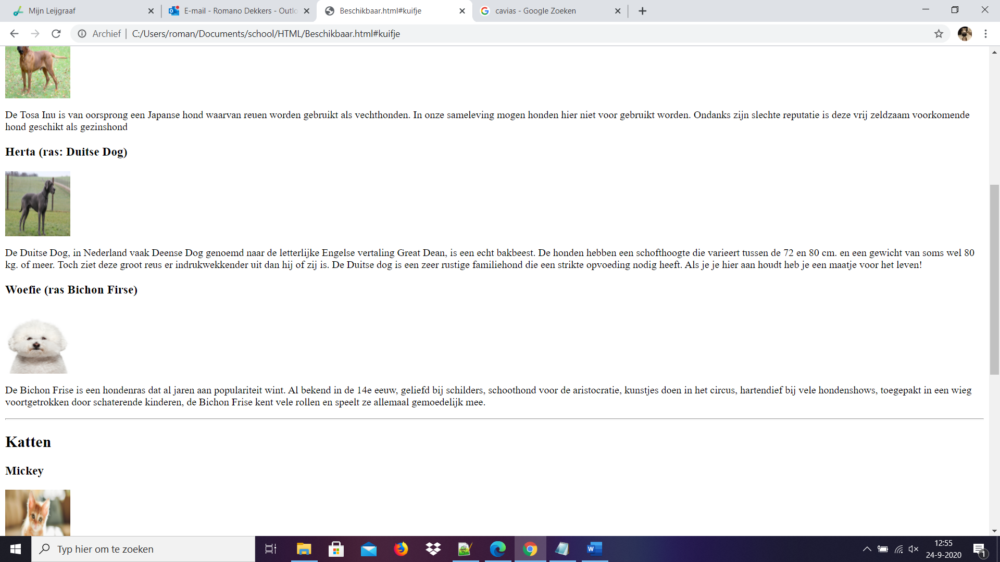 Mijn Leijgraaf
E-mail - Romano Dekkers - Outlo
Beschikbaar.html#kuifje
cavias - Google Zoeken
Archief
C:/Users/roman/Documents/school/HTML/Beschikbaar.html#kuifje
De Tosa Inu is van oorsprong een Japanse hond waarvan reuen worden gebruikt als vechthonden. In onze sameleving mogen honden hier niet voor gebruikt worden. Ondanks zijn slechte reputatie is deze vrij zeldzaam voorkomende
hond geschikt als gezinshond
Herta (ras: Duitse Dog)
De Duitse Dog, in Nederland vaak Deense Dog genoemd naar de letterlijke Engelse vertaling Great Dean, is een echt bakbeest. De honden hebben een schofthoogte die varieert tussen de 72 en 80 cm. en een gewicht van soms wel 80
kg. of meer. Toch ziet deze groot reus er indrukwekkender uit dan hij of zij is. De Duitse dog is een zeer rustige familiehond die een strikte opvoeding nodig heeft. Als je je hier aan houdt heb je een maatje voor het leven!
Woefie (ras Bichon Firse)
De Bichon Frise is een hondenras dat al jaren aan populariteit wint. Al bekend in de 14e eeuw, geliefd bij schilders, schoothond voor de aristocratie, kunstjes doen in het circus, hartendief bij vele hondenshows, toegepakt in een wieg
voortgetrokken door schaterende kinderen, de Bichon Frise kent vele rollen en speelt ze allemaal gemoedelijk mee.
Katten
Mickey
Typ hier om te zoeken
12:55
24-9-2020
1